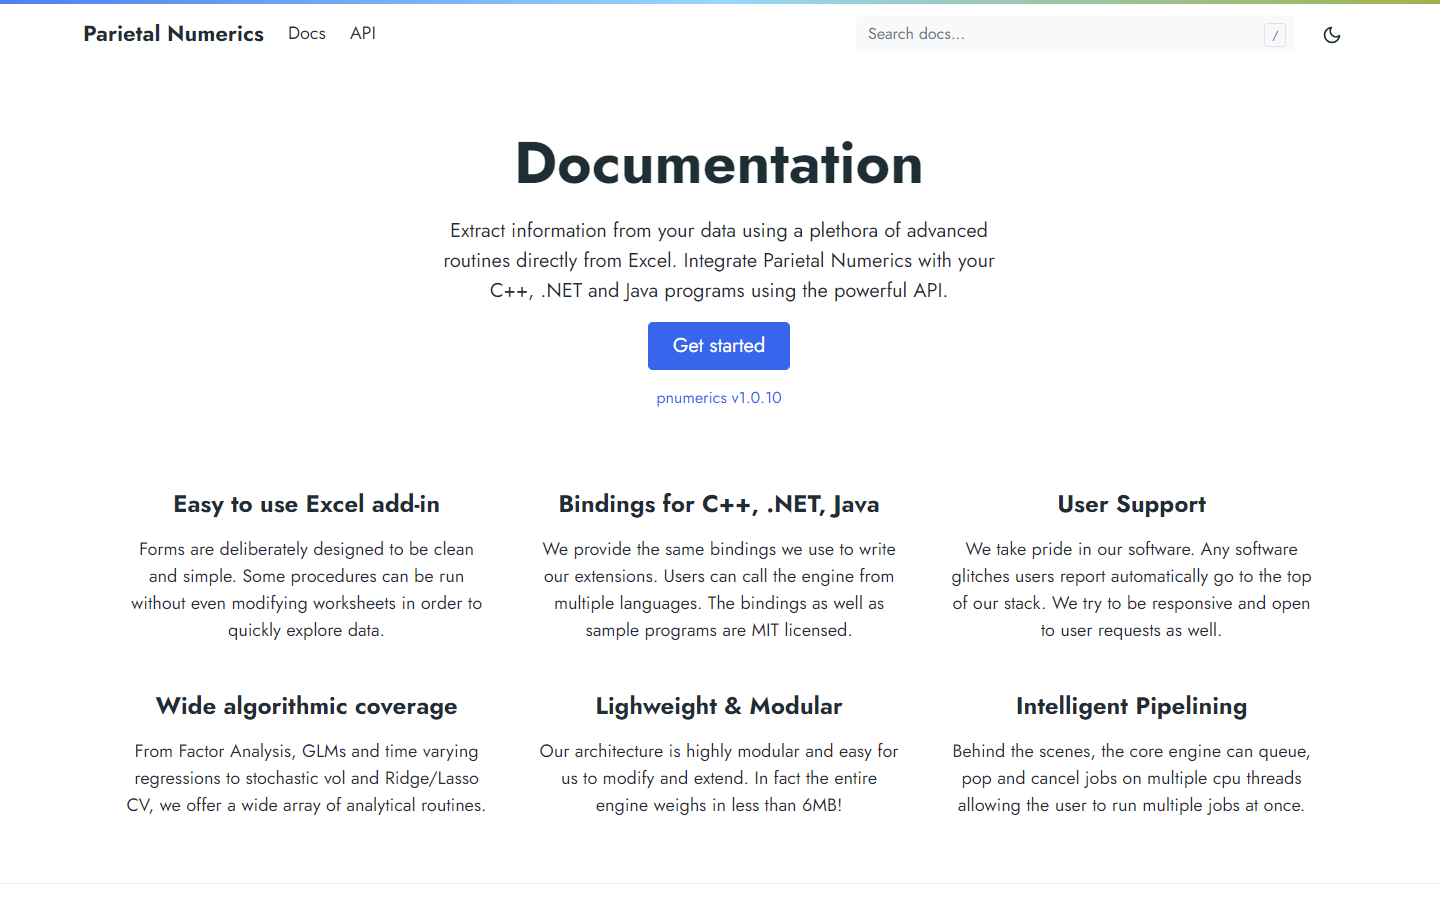 Parietal Numerics Docs API Search docs... /
Documentation
Extract information from your data using a plethora of advanced
routines directly from Excel. Integrate Parietal Numerics with your
C++, .NET and Java programs using the powerful API.
Get started
pnumerics v1.0.10
Easy to use Excel add-in
Forms are deliberately designed to be clean
and simple. Some procedures can be run
without even modifying worksheets in order to
quickly explore data.
Bindings for C++, .NET, Java
We provide the same bindings we use to write
our extensions. Users can call the engine from
multiple languages. The bindings as well as
sample programs are MIT licensed.
User Support
We take pride in our software. Any software
glitches users report automatically go to the top
of our stack. We try to be responsive and open
to user requests as well.
Wide algorithmic coverage
From Factor Analysis, GLMs and time varying
regressions to stochastic vol and Ridge/Lasso
CV, we offer a wide array of analytical routines.
Lighweight & Modular
Our architecture is highly modular and easy for
us to modify and extend. In fact the entire
engine weighs in less than 6MB!
Intelligent Pipelining
Behind the scenes, the core engine can queue,
pop and cancel jobs on multiple cpu threads
allowing the user to run multiple jobs at once.